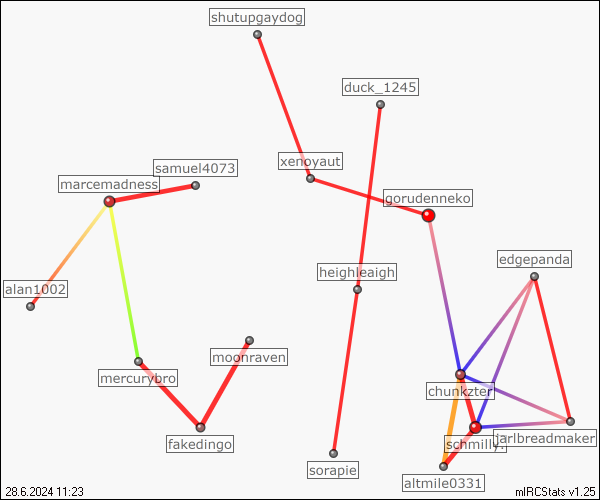 shutupgaydog
duck_1245
xenoyaut
samuel4073
marcemadness
gorudenneko
edgepanda
heighleaigh
alan1002
moonraven
mercurybro
chunkzter
fakedingo
schmilly.
jarlbreadmaker
sorapie
altmile0331
28.6.2024 11:23
mIRCStats v1.25